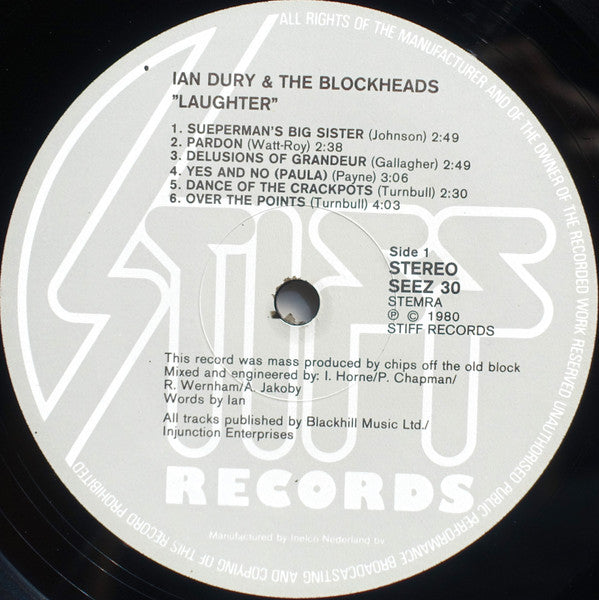 ALL RIGHTS OF THE MANUFACTURER AND OF THE OWNER OF THE RECORDED WORK RESERVED UNAUTHORISED PUBLIC PERFORMANCE BROADCASTING AND COPYING OF THIS RECORD PROHIBITED
IAN DURY & THE BLOCKHEADS
"LAUGHTER"
1. SUEPERMAN'S BIG SISTER (Johnson) 2:49
2. PARDON (Watt-Roy) 2:38
3. DELUSIONS OF GRANDEUR (Gallagher) 2:49
4. YES AND NO (PAULA) (Payne) 3:06
5. DANCE OF THE CRACKPOTS (Turnbull) 2:30
6. OVER THE POINTS (Turnbull) 4:03
STIFF
Side 1
STEREO
SEEZ 30
STEMRA
℗ © 1980
STIFF RECORDS
This record was mass produced by chips off the old block
Mixed and engineered by: I. Horne/P. Chapman/
R. Wernham/A. Jakoby
Words by Ian
All tracks published by Blackhill Music Ltd./
Injunction Enterprises
RECORDS
Manufactured by Inelco Nederland bv